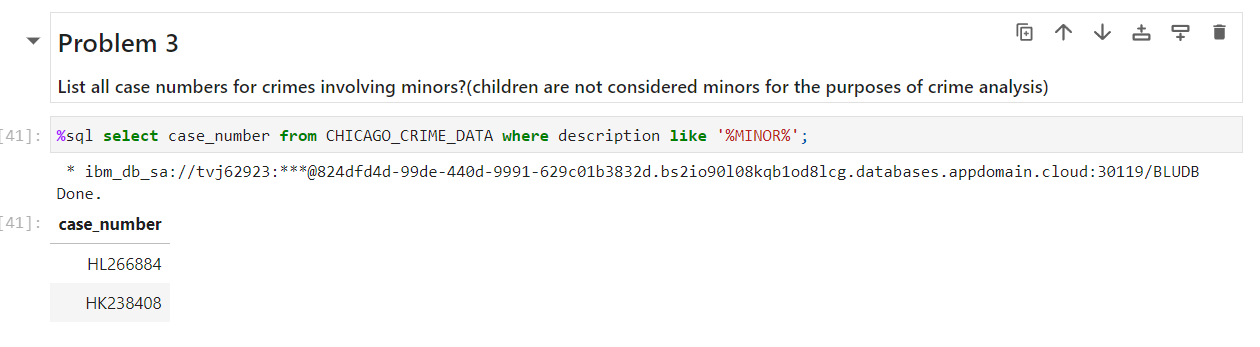 Problem 3
List all case numbers for crimes involving minors?(children are not considered minors for the purposes of crime analysis)
[41]: %sql select case_number from CHICAGO_CRIME_DATA where description like '%MINOR%';
* ibm_db_sa://tvj62923:***@824dfd4d-99de-440d-9991-629c01b3832d.bs2io90l08kqb1od8lcg.databases.appdomain.cloud:30119/BLUDB
Done.
[41]: case_number
HL266884
HK238408